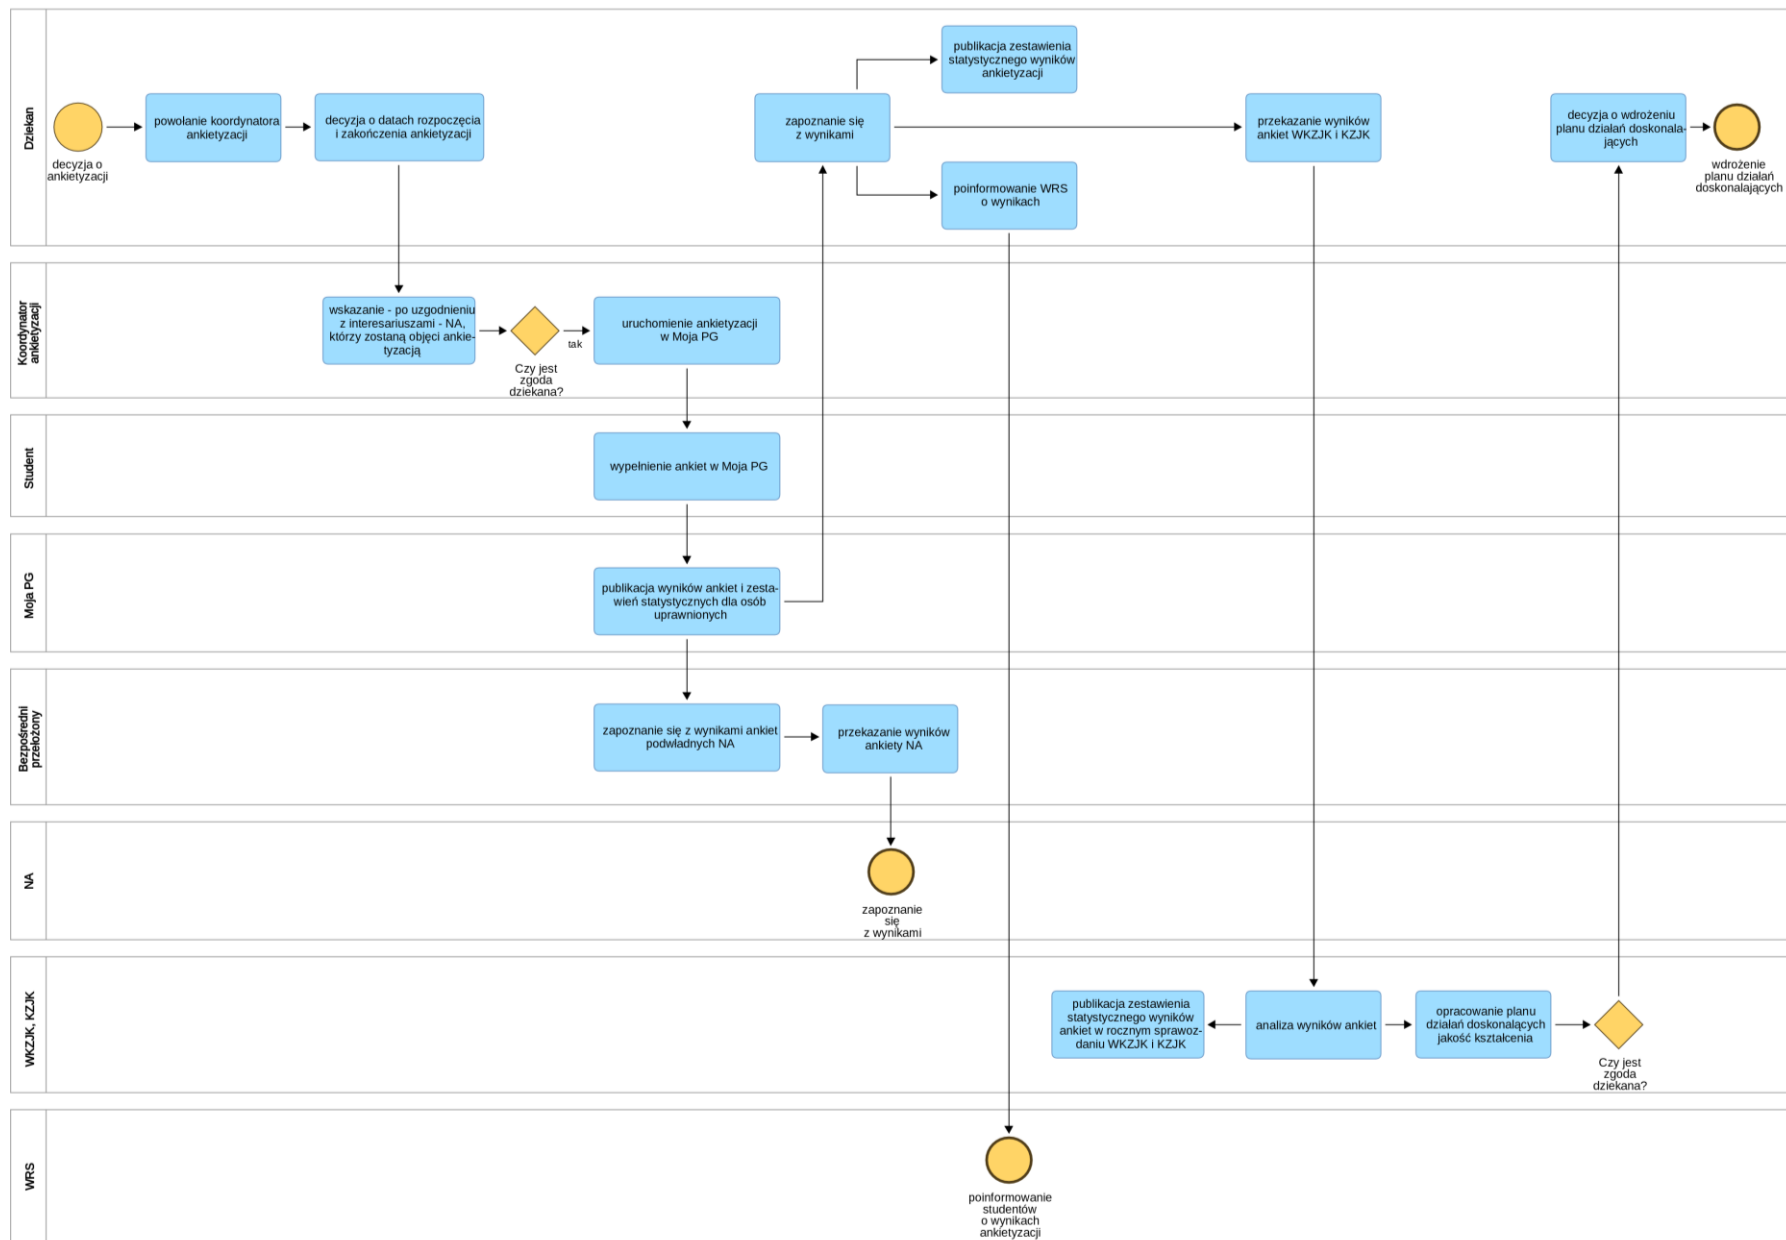 Dziekan
decyzja o
ankietyzacji
powołanie koordynatora
ankietyzacji
decyzja o datach rozpoczęcia
i zakończenia ankietyzacji
zapoznanie się
z wynikami
publikacja zestawienia
statystycznego wyników
ankietyzacji
poinformowanie WRS
o wynikach
przekazanie wyników
ankiet WKZJK i KZJK
decyzja o wdrożeniu
planu działań doskonala-
jących
wdrożenie
planu działań
doskonalających
Koordynator
ankietyzacji
wskazanie - po uzgodnieniu
z interesariuszami - NA,
którzy zostaną objęci ankie-
tyzacją
Czy jest
zgoda
dziekana?
tak
uruchomienie ankietyzacji
w Moja PG
Student
wypełnienie ankiet w Moja PG
Moja PG
publikacja wyników ankiet i zesta-
wień statystycznych dla osób
uprawnionych
Bezpośredni
przełożony
zapoznanie się z wynikami ankiet
podwładnych NA
przekazanie wyników
ankiety NA
NA
zapoznanie
się
z wynikami
WKZJK, KZJK
publikacja zestawienia
statystycznego wyników
ankiet w rocznym sprawoz-
daniu WKZJK i KZJK
analiza wyników ankiet
opracowanie planu
działań doskonalących
jakość kształcenia
Czy jest
zgoda
dziekana?
WRS
poinformowanie
studentów
o wynikach
ankietyzacji